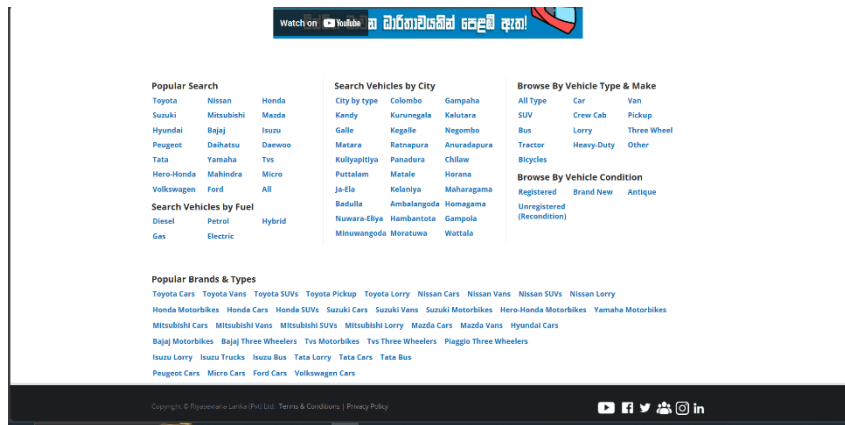 Watch on YouTube න ධාරිතාවයකින් පෙළඹී ඇත!
Popular Search
Toyota Nissan Honda
Suzuki Mitsubishi Mazda
Hyundai Bajaj Isuzu
Peugeot Daihatsu Daewoo
Tata Yamaha Tvs
Hero-Honda Mahindra Micro
Volkswagen Ford All
Search Vehicles by Fuel
Diesel Petrol Hybrid
Gas Electric
Search Vehicles by City
City by type Colombo Gampaha
Kandy Kurunegala Kalutara
Galle Kegalle Negombo
Matara Ratnapura Anuradapura
Kuliyapitiya Panadura Chilaw
Puttalam Matale Horana
Ja-Ela Kelaniya Maharagama
Badulla Ambalangoda Homagama
Nuwara-Eliya Hambantota Gampola
Minuwangoda Moratuwa Wattala
Browse By Vehicle Type & Make
All Type Car Van
SUV Crew Cab Pickup
Bus Lorry Three Wheel
Tractor Heavy-Duty Other
Bicycles
Browse By Vehicle Condition
Registered Brand New Antique
Unregistered
(Recondition)
Popular Brands & Types
Toyota Cars Toyota Vans Toyota SUVs Toyota Pickup Toyota Lorry Nissan Cars Nissan Vans Nissan SUVs Nissan Lorry
Honda Motorbikes Honda Cars Honda SUVs Suzuki Cars Suzuki Vans Suzuki Motorbikes Hero-Honda Motorbikes Yamaha Motorbikes
Mitsubishi Cars Mitsubishi Vans Mitsubishi SUVs Mitsubishi Lorry Mazda Cars Mazda Vans Hyundai Cars
Bajaj Motorbikes Bajaj Three Wheelers Tvs Motorbikes Tvs Three Wheelers Piaggio Three Wheelers
Isuzu Lorry Isuzu Trucks Isuzu Bus Tata Lorry Tata Cars Tata Bus
Peugeot Cars Micro Cars Ford Cars Volkswagen Cars
Copyright © Riyasewana Lanka (Pvt) Ltd. Terms & Conditions | Privacy Policy